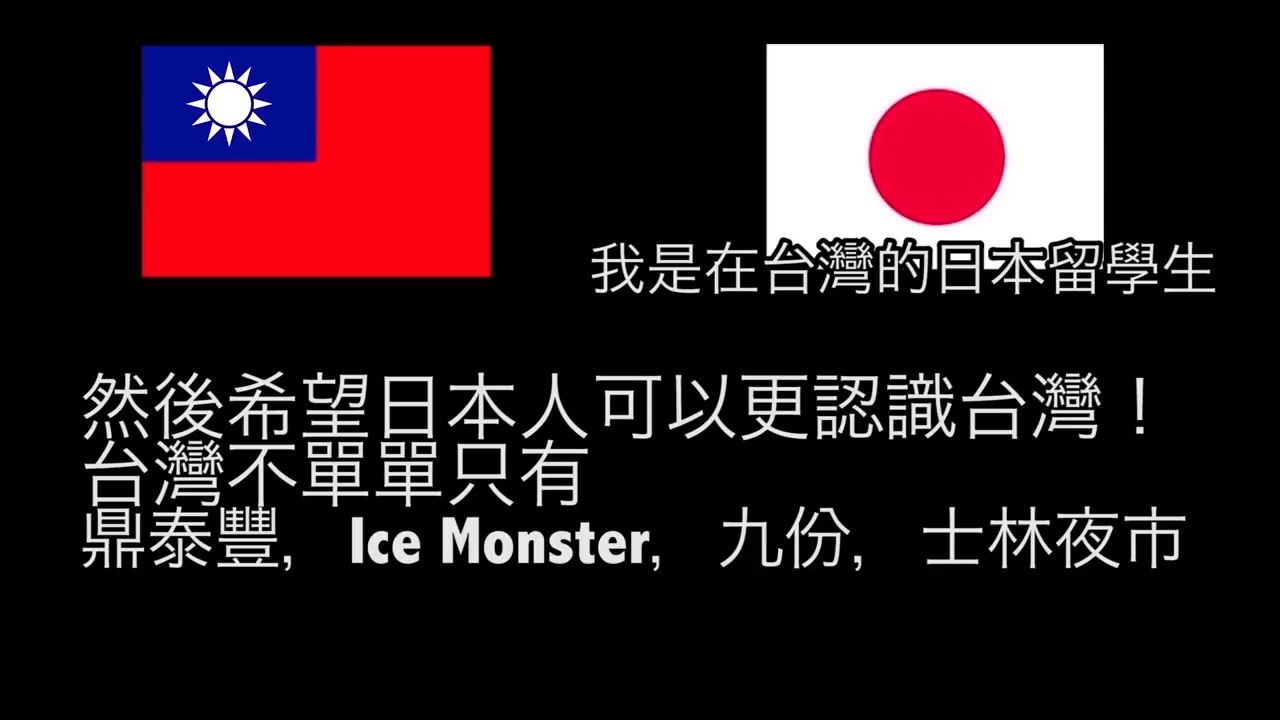 我是在台灣的日本留學生
然後希望日本人可以更認識台灣！
台灣不單單只有
鼎泰豐, Ice Monster, 九份, 士林夜市